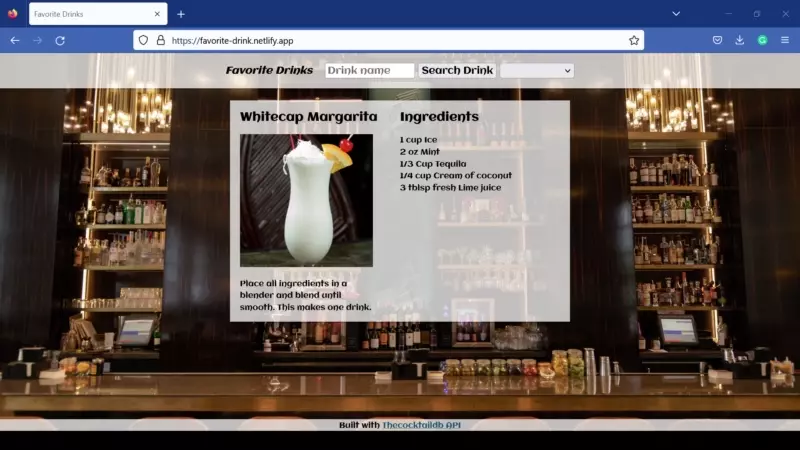 Favorite Drinks
https://favorite-drink.netlify.app
Favorite Drinks Drink name Search Drink
Whitecap Margarita
Place all ingredients in a
blender and blend until
smooth. This makes one drink.
Ingredients
1 cup Ice
2 oz Mint
1/3 Cup Tequila
1/4 cup Cream of coconut
3 tblsp fresh Lime juice
Built with Thecocktaildb API